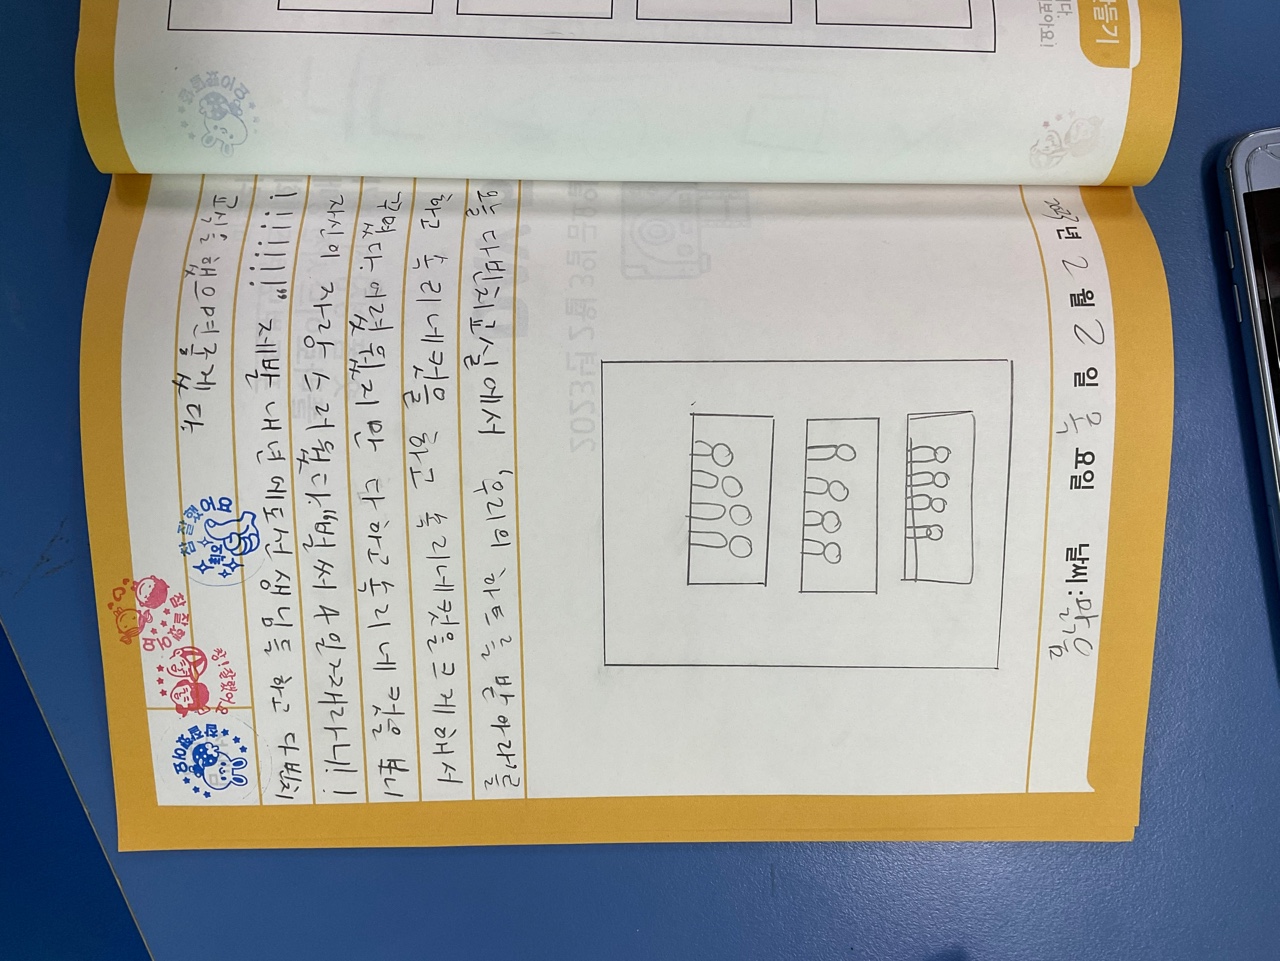 만들기
니다.
보아요!
2023년 2월 2일 목요일 날씨:맑음
오늘 다빈치교실에서 '우리의 하트를 받아라'를
하고 속리네컷을 하고 속리네컷을크게해서
꾸몄다. 어렸웠지만 다하고속리네컷을 보니
자신이 자랑스러웠다."벌써 4일째라니!!
!!!!!!!" 제발 내년에도선생님들 하고 다빈치
교식을했으면좋겠다.
참 잘했어요
참!잘했어요
참 잘했어요
참잘했어요
2023년 2월 3일 금요일